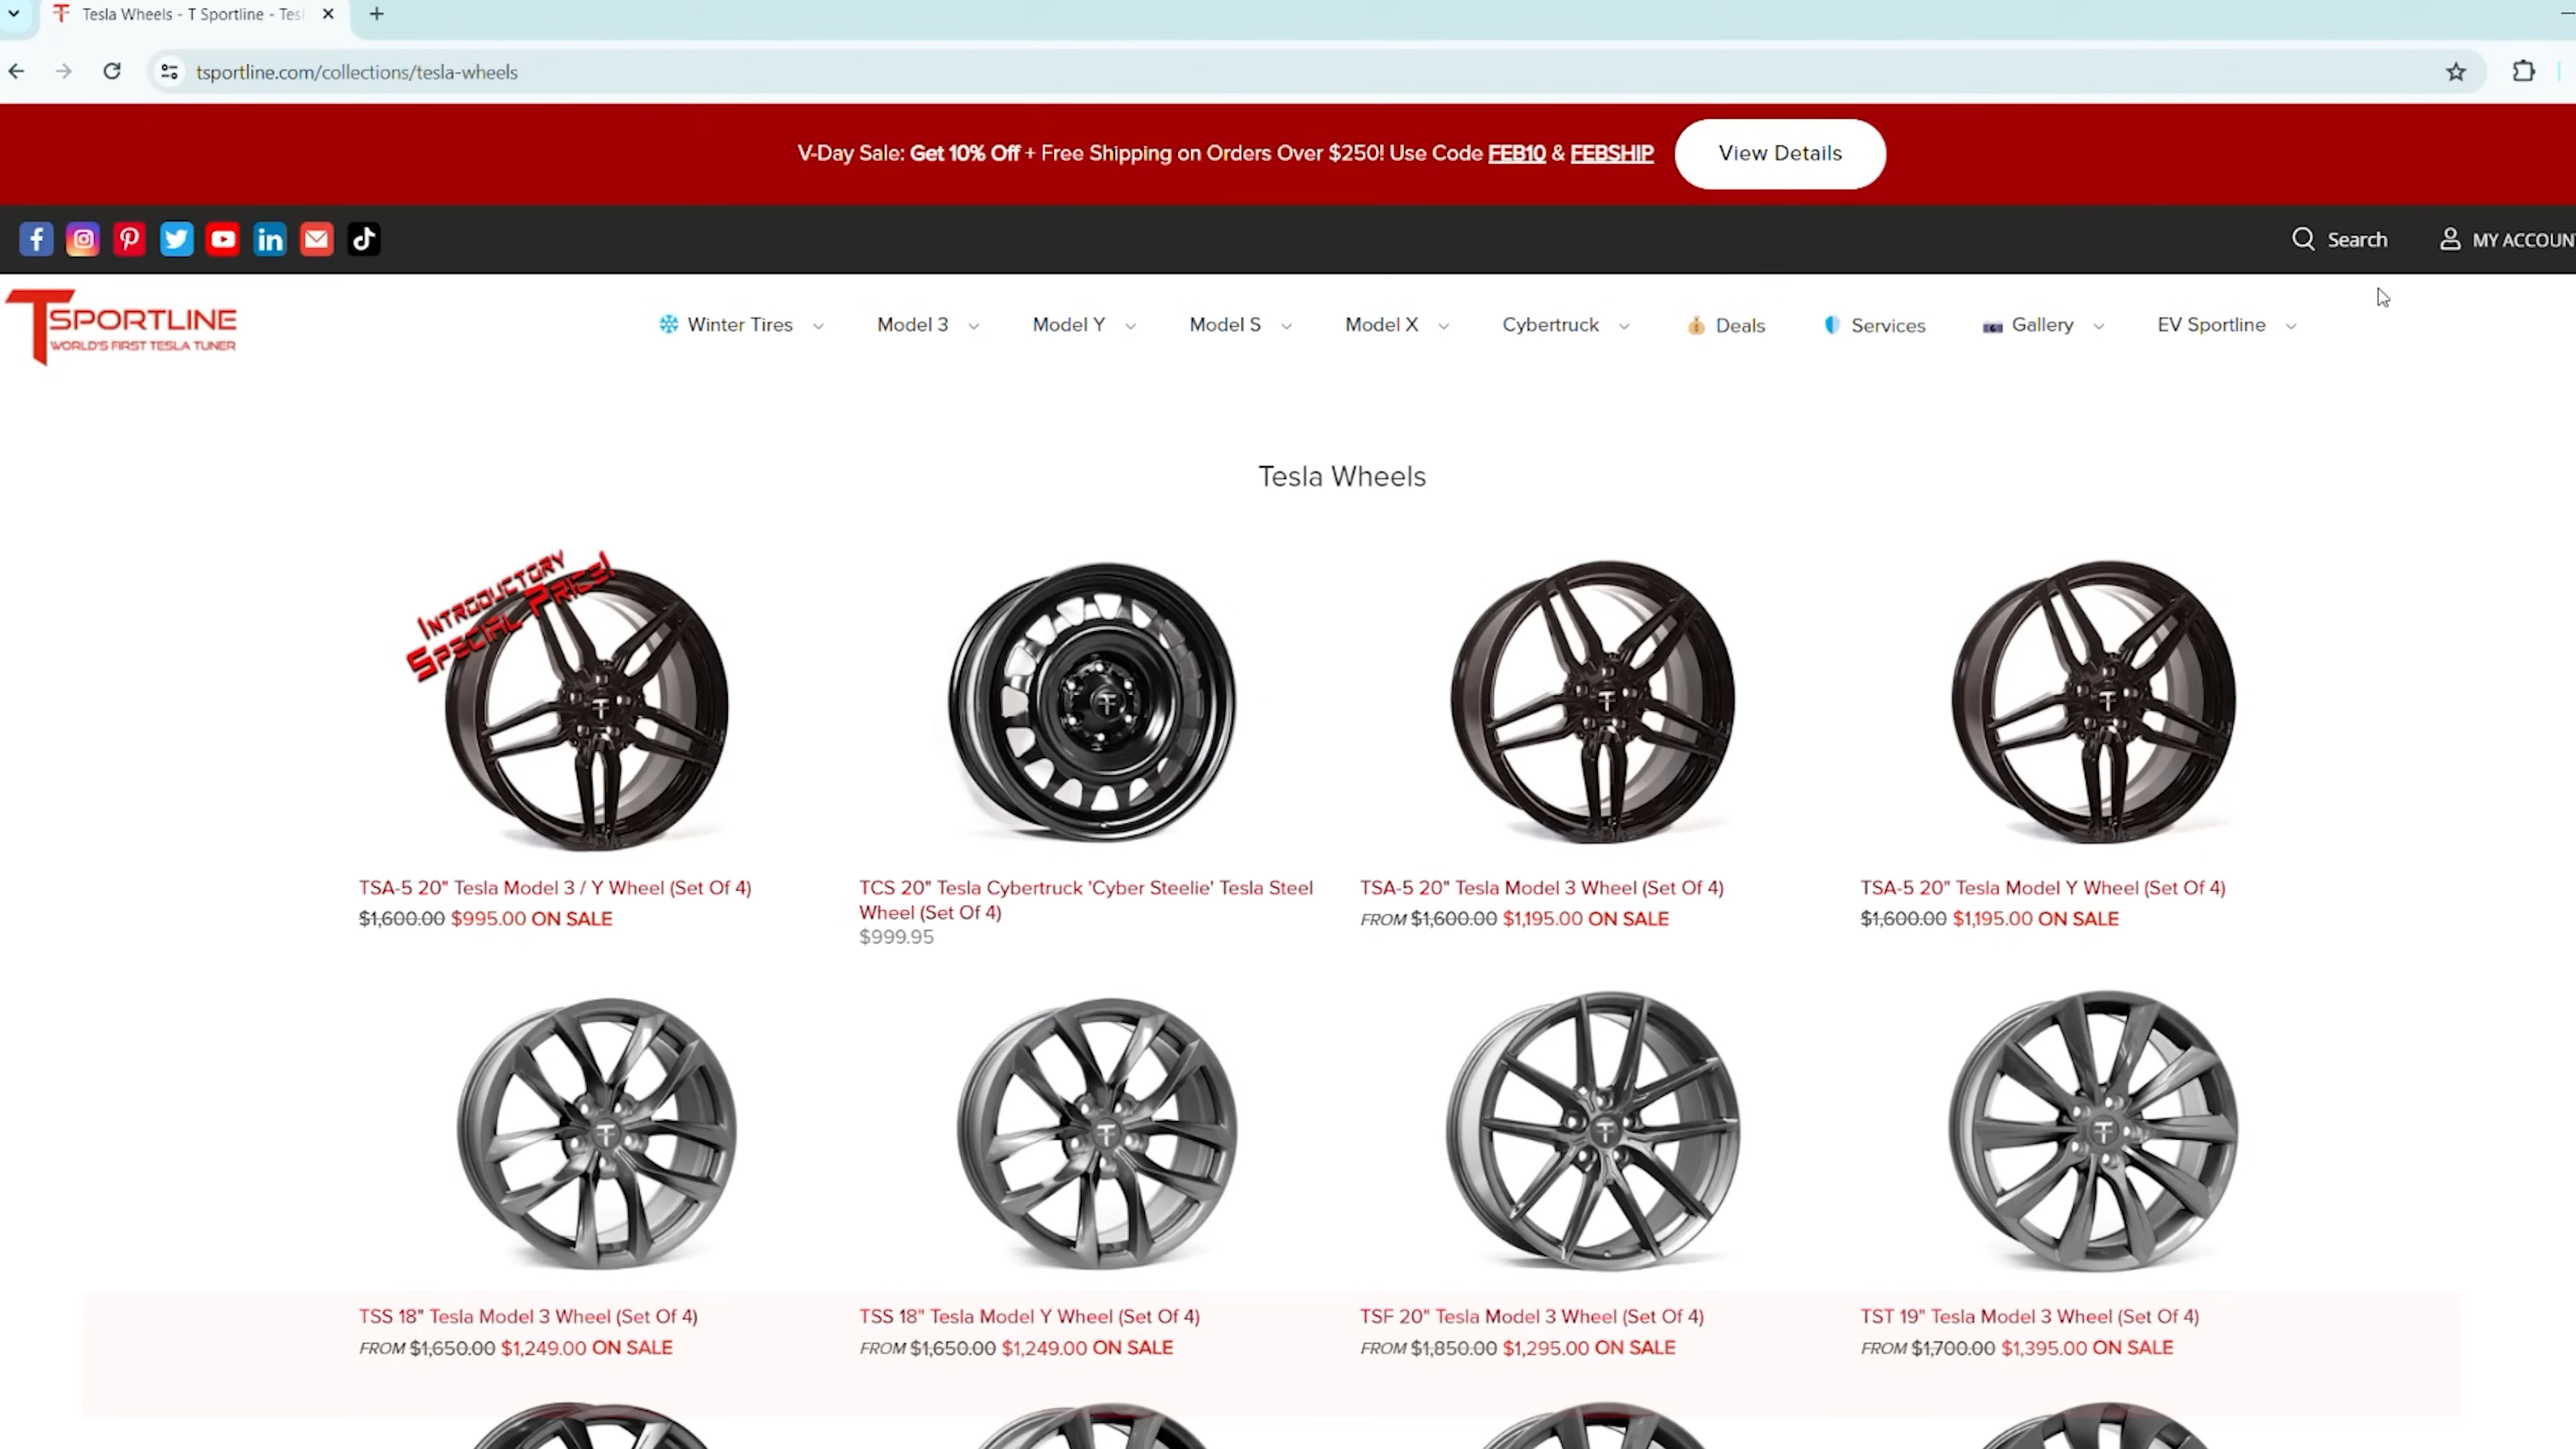 Tesla Wheels - T Sportline - Tes
tsportline.com/collections/tesla-wheels
V-Day Sale: Get 10% Off + Free Shipping on Orders Over $250! Use Code FEB10 & FEBSHIP
View Details
Search
MY ACCOUN
TSPORTLINE
WORLD'S FIRST TESLA TUNER
Winter Tires
Model 3
Model Y
Model S
Model X
Cybertruck
Deals
Services
Gallery
EV Sportline
Tesla Wheels
INTRODUCTORY
SPECIAL PRICE!
TSA-5 20" Tesla Model 3 / Y Wheel (Set Of 4)
$1,600.00 $995.00 ON SALE
TCS 20" Tesla Cybertruck 'Cyber Steelie' Tesla Steel
Wheel (Set Of 4)
$999.95
TSA-5 20" Tesla Model 3 Wheel (Set Of 4)
FROM $1,600.00 $1,195.00 ON SALE
TSA-5 20" Tesla Model Y Wheel (Set Of 4)
$1,600.00 $1,195.00 ON SALE
TSS 18" Tesla Model 3 Wheel (Set Of 4)
FROM $1,650.00 $1,249.00 ON SALE
TSS 18" Tesla Model Y Wheel (Set Of 4)
FROM $1,650.00 $1,249.00 ON SALE
TSF 20" Tesla Model 3 Wheel (Set Of 4)
FROM $1,850.00 $1,295.00 ON SALE
TST 19" Tesla Model 3 Wheel (Set Of 4)
FROM $1,700.00 $1,395.00 ON SALE